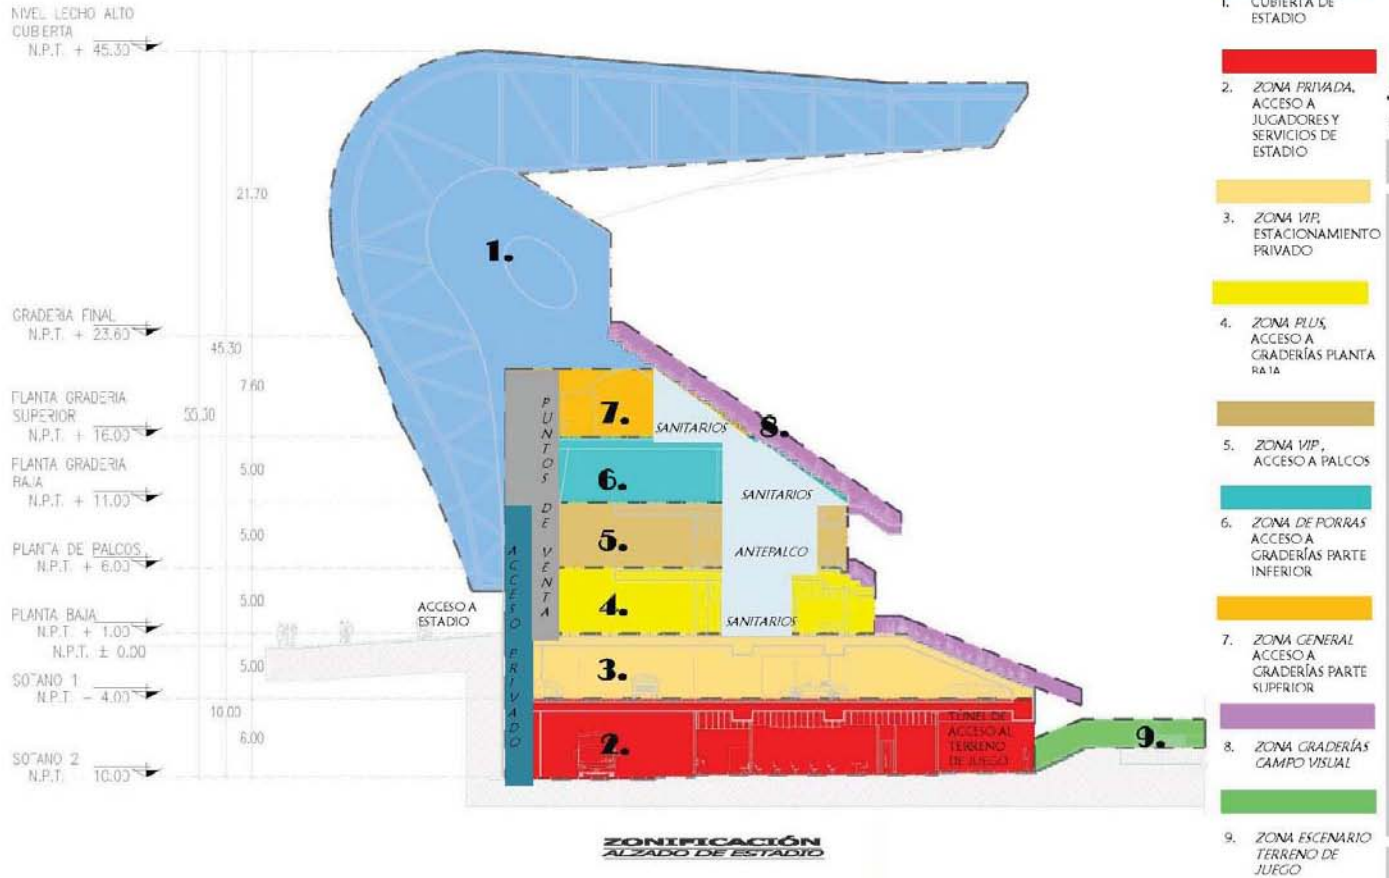 NIVEL LECHO ALTO
CUBIERTA
N.P.T. + 45.30
GRADERIA FINAL
N.P.T. + 23.60
PLANTA GRADERIA
SUPERIOR
N.P.T. + 16.00
PLANTA GRADERIA
BAJA
N.P.T. + 11.00
PLANTA DE PALCOS
N.P.T. + 6.00
PLANTA BAJA
N.P.T. + 1.00
N.P.T. ± 0.00
SOTANO 1
N.P.T. - 4.00
SOTANO 2
N.P.T. 10.00
21.70
45.30
7.60
55.30
5.00
5.00
5.00
5.00
10.00
6.00
ACCESO A
ESTADIO
1.
PUNTOS DE VENTA
ACCESO PRIVADO
7.
SANITARIOS
8.
6.
SANITARIOS
5.
ANTEPALCO
4.
SANITARIOS
3.
2.
TUNEL DE
ACCESO AL
TERRENO
DE JUEGO
9.
ZONIFICACIÓN
ALZADO DE ESTADIO
1. CUBIERTA DE
ESTADIO
2. ZONA PRIVADA,
ACCESO A
JUGADORES Y
SERVICIOS DE
ESTADIO
3. ZONA VIP,
ESTACIONAMIENTO
PRIVADO
4. ZONA PLUS,
ACCESO A
GRADERÍAS PLANTA
BAJA
5. ZONA VIP,
ACCESO A PALCOS
6. ZONA DE PORRAS
ACCESO A
GRADERÍAS PARTE
INFERIOR
7. ZONA GENERAL
ACCESO A
GRADERÍAS PARTE
SUPERIOR
8. ZONA GRADERÍAS
CAMPO VISUAL
9. ZONA ESCENARIO
TERRENO DE
JUEGO